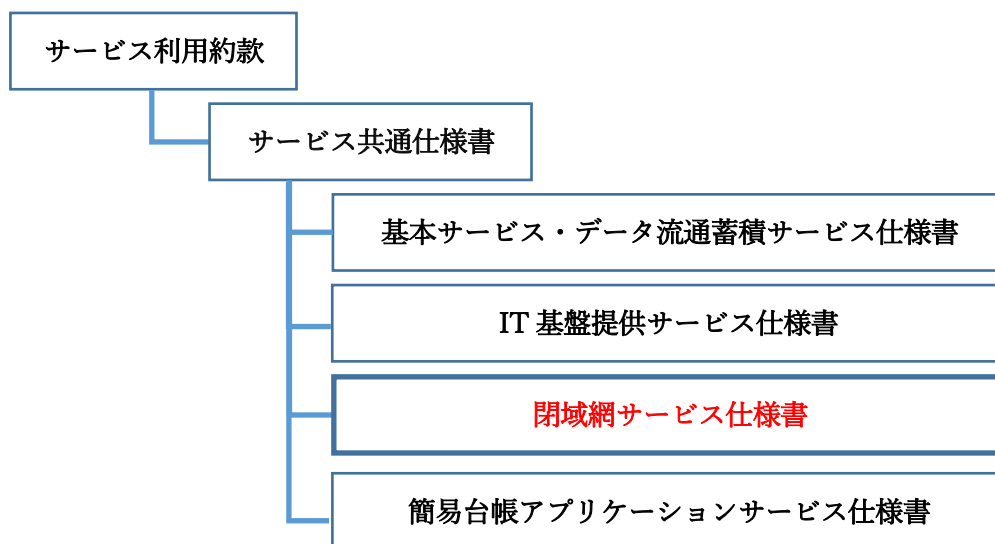 サービス利用約款
サービス共通仕様書
基本サービス・データ流通蓄積サービス仕様書
IT 基盤提供サービス仕様書
閉域網サービス仕様書
簡易台帳アプリケーションサービス仕様書